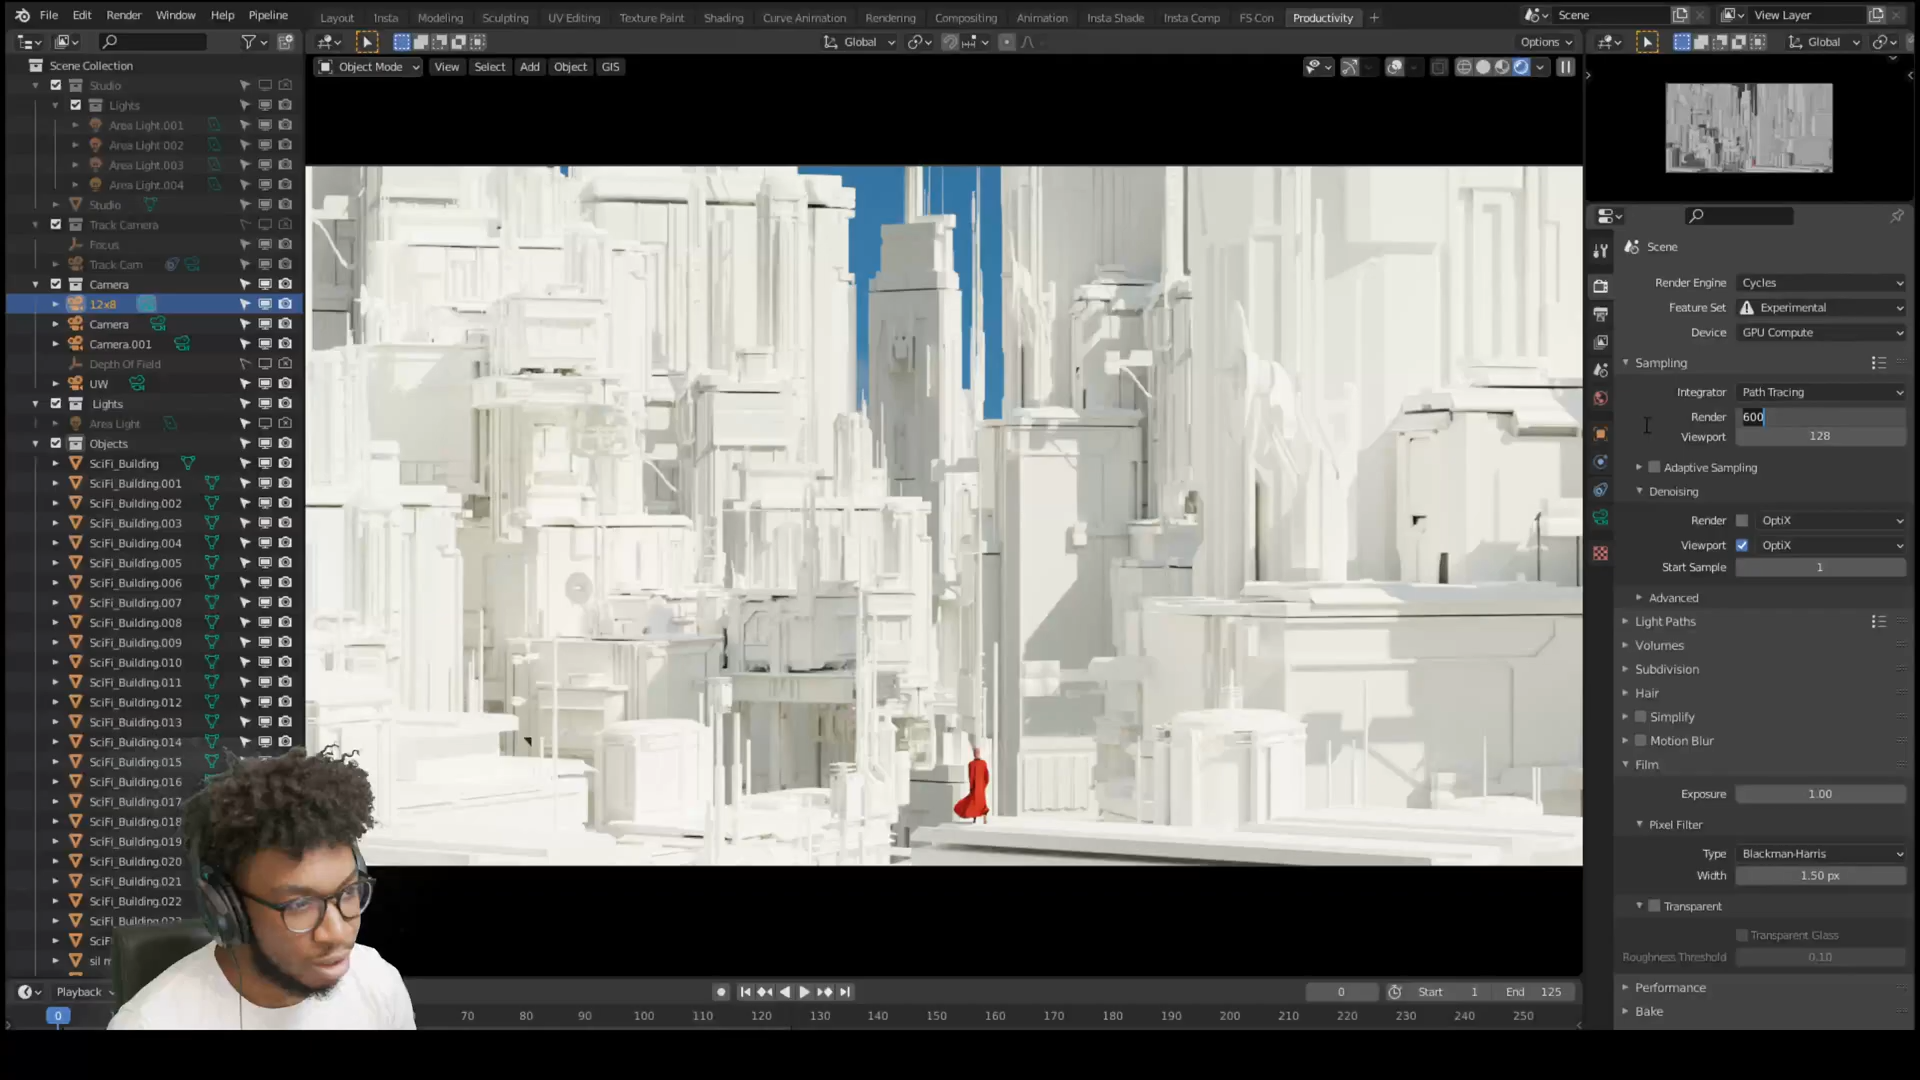 File Edit Render Window Help Pipeline
Layout Insta Modeling Sculpting UV Editing Texture Paint Shading Curve Animation Rendering Compositing Animation Insta Shade Insta Comp FS Con Productivity
Scene View Layer
Global Options Global
Object Mode View Select Add Object GIS
Scene Collection
Studio
Lights
Area Light.001
Area Light.002
Area Light.003
Area Light.004
Studio
Track Camera
Focus
Track Cam
Camera
12x8
Camera
Camera.001
Depth Of Field
UW
Lights
Area Light
Objects
SciFi_Building
SciFi_Building.001
SciFi_Building.002
SciFi_Building.003
SciFi_Building.004
SciFi_Building.005
SciFi_Building.006
SciFi_Building.007
SciFi_Building.008
SciFi_Building.009
SciFi_Building.010
SciFi_Building.011
SciFi_Building.012
SciFi_Building.013
SciFi_Building.014
SciFi_Building.015
SciFi_Building.016
SciFi_Building.017
SciFi_Building.018
SciFi_Building.019
SciFi_Building.020
SciFi_Building.021
SciFi_Building.022
SciFi_Building.023
SciFi
sil
Scene
Render Engine Cycles
Feature Set Experimental
Device GPU Compute
Sampling
Integrator Path Tracing
Render 600
Viewport 128
Adaptive Sampling
Denoising
Render OptiX
Viewport OptiX
Start Sample 1
Advanced
Light Paths
Volumes
Subdivision
Hair
Simplify
Motion Blur
Film
Exposure 1.00
Pixel Filter
Type Blackman-Harris
Width 1.50 px
Transparent
Transparent Glass
Roughness Threshold 0.10
Performance
Bake
Playback 0 Start 1 End 125
0 70 80 90 100 110 120 130 140 150 160 170 180 190 200 210 220 230 240 250